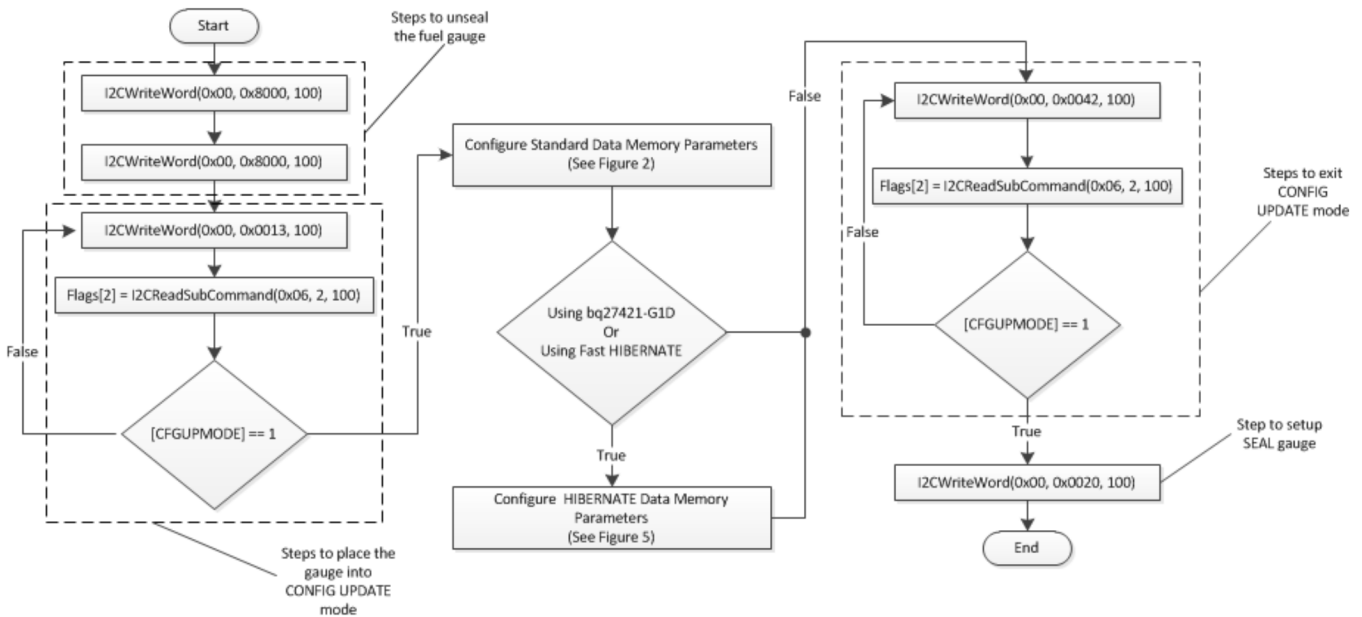 Start
Steps to unseal
the fuel gauge
I2CWriteWord(0x00, 0x8000, 100)
I2CWriteWord(0x00, 0x8000, 100)
I2CWriteWord(0x00, 0x0013, 100)
Flags[2] = I2CReadSubCommand(0x06, 2, 100)
False
[CFGUPMODE] == 1
True
Steps to place the
gauge into
CONFIG UPDATE
mode
Configure Standard Data Memory Parameters
(See Figure 2)
Using bq27421-G1D
Or
Using Fast HIBERNATE
True
Configure HIBERNATE Data Memory
Parameters
(See Figure 5)
False
I2CWriteWord(0x00, 0x0042, 100)
Flags[2] = I2CReadSubCommand(0x06, 2, 100)
False
[CFGUPMODE] == 1
Steps to exit
CONFIG
UPDATE mode
True
Step to setup
SEAL gauge
I2CWriteWord(0x00, 0x0020, 100)
End